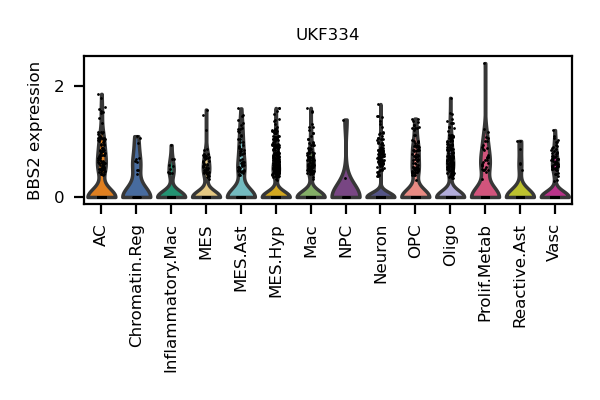 UKF334
BBS2 expression
2
0
AC
Chromatin.Reg
Inflammatory.Mac
MES
MES.Ast
MES.Hyp
Mac
NPC
Neuron
OPC
Oligo
Prolif.Metab
Reactive.Ast
Vasc